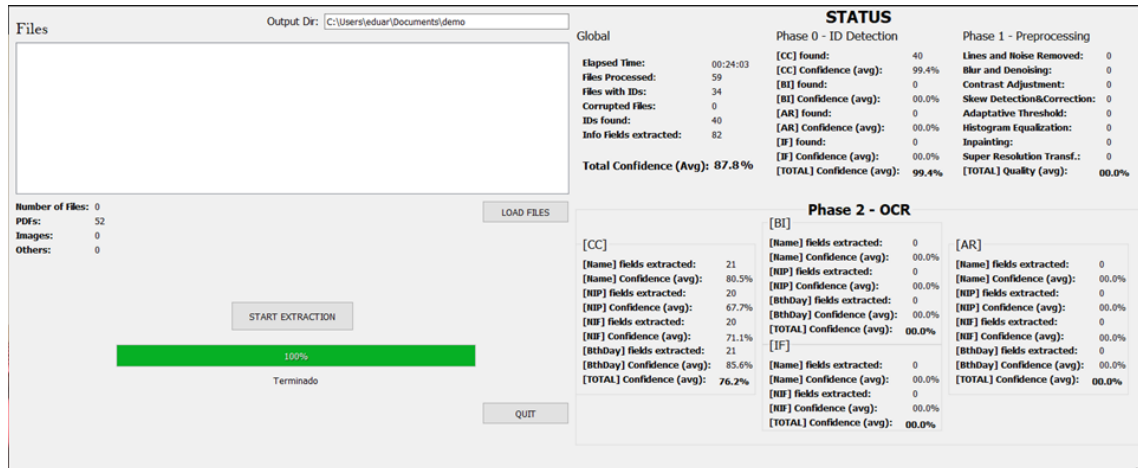 Files
Output Dir: C:\Users\eduar\Documents\demo
Number of Files: 0
PDFs: 52
Images: 0
Others: 0
LOAD FILES
START EXTRACTION
100%
Terminado
QUIT
STATUS
Global
Elapsed Time: 00:24:03
Files Processed: 59
Files with IDs: 34
Corrupted Files: 0
IDs found: 40
Info Fields extracted: 82
Total Confidence (Avg): 87.8%
Phase 0 - ID Detection
[CC] found: 40
[CC] Confidence (avg): 99.4%
[BI] found: 0
[BI] Confidence (avg): 00.0%
[AR] found: 0
[AR] Confidence (avg): 00.0%
[IF] found: 0
[IF] Confidence (avg): 00.0%
[TOTAL] Confidence (avg): 99.4%
Phase 1 - Preprocessing
Lines and Noise Removed: 0
Blur and Denoising: 0
Contrast Adjustment: 0
Skew Detection&Correction: 0
Adaptative Threshold: 0
Histogram Equalization: 0
Inpainting: 0
Super Resolution Transf.: 0
[TOTAL] Quality (avg): 00.0%
Phase 2 - OCR
[CC]
[Name] fields extracted: 21
[Name] Confidence (avg): 80.5%
[NIP] fields extracted: 20
[NIP] Confidence (avg): 67.7%
[NIF] fields extracted: 20
[NIF] Confidence (avg): 71.1%
[BthDay] fields extracted: 21
[BthDay] Confidence (avg): 85.6%
[TOTAL] Confidence (avg): 76.2%
[BI]
[Name] fields extracted: 0
[Name] Confidence (avg): 00.0%
[NIP] fields extracted: 0
[NIP] Confidence (avg): 00.0%
[BthDay] fields extracted: 0
[BthDay] Confidence (avg): 00.0%
[TOTAL] Confidence (avg): 00.0%
[IF]
[Name] fields extracted: 0
[Name] Confidence (avg): 00.0%
[NIF] fields extracted: 0
[NIF] Confidence (avg): 00.0%
[TOTAL] Confidence (avg): 00.0%
[AR]
[Name] fields extracted: 0
[Name] Confidence (avg): 00.0%
[NIP] fields extracted: 0
[NIP] Confidence (avg): 00.0%
[NIF] fields extracted: 0
[NIF] Confidence (avg): 00.0%
[BthDay] fields extracted: 0
[BthDay] Confidence (avg): 00.0%
[TOTAL] Confidence (avg): 00.0%